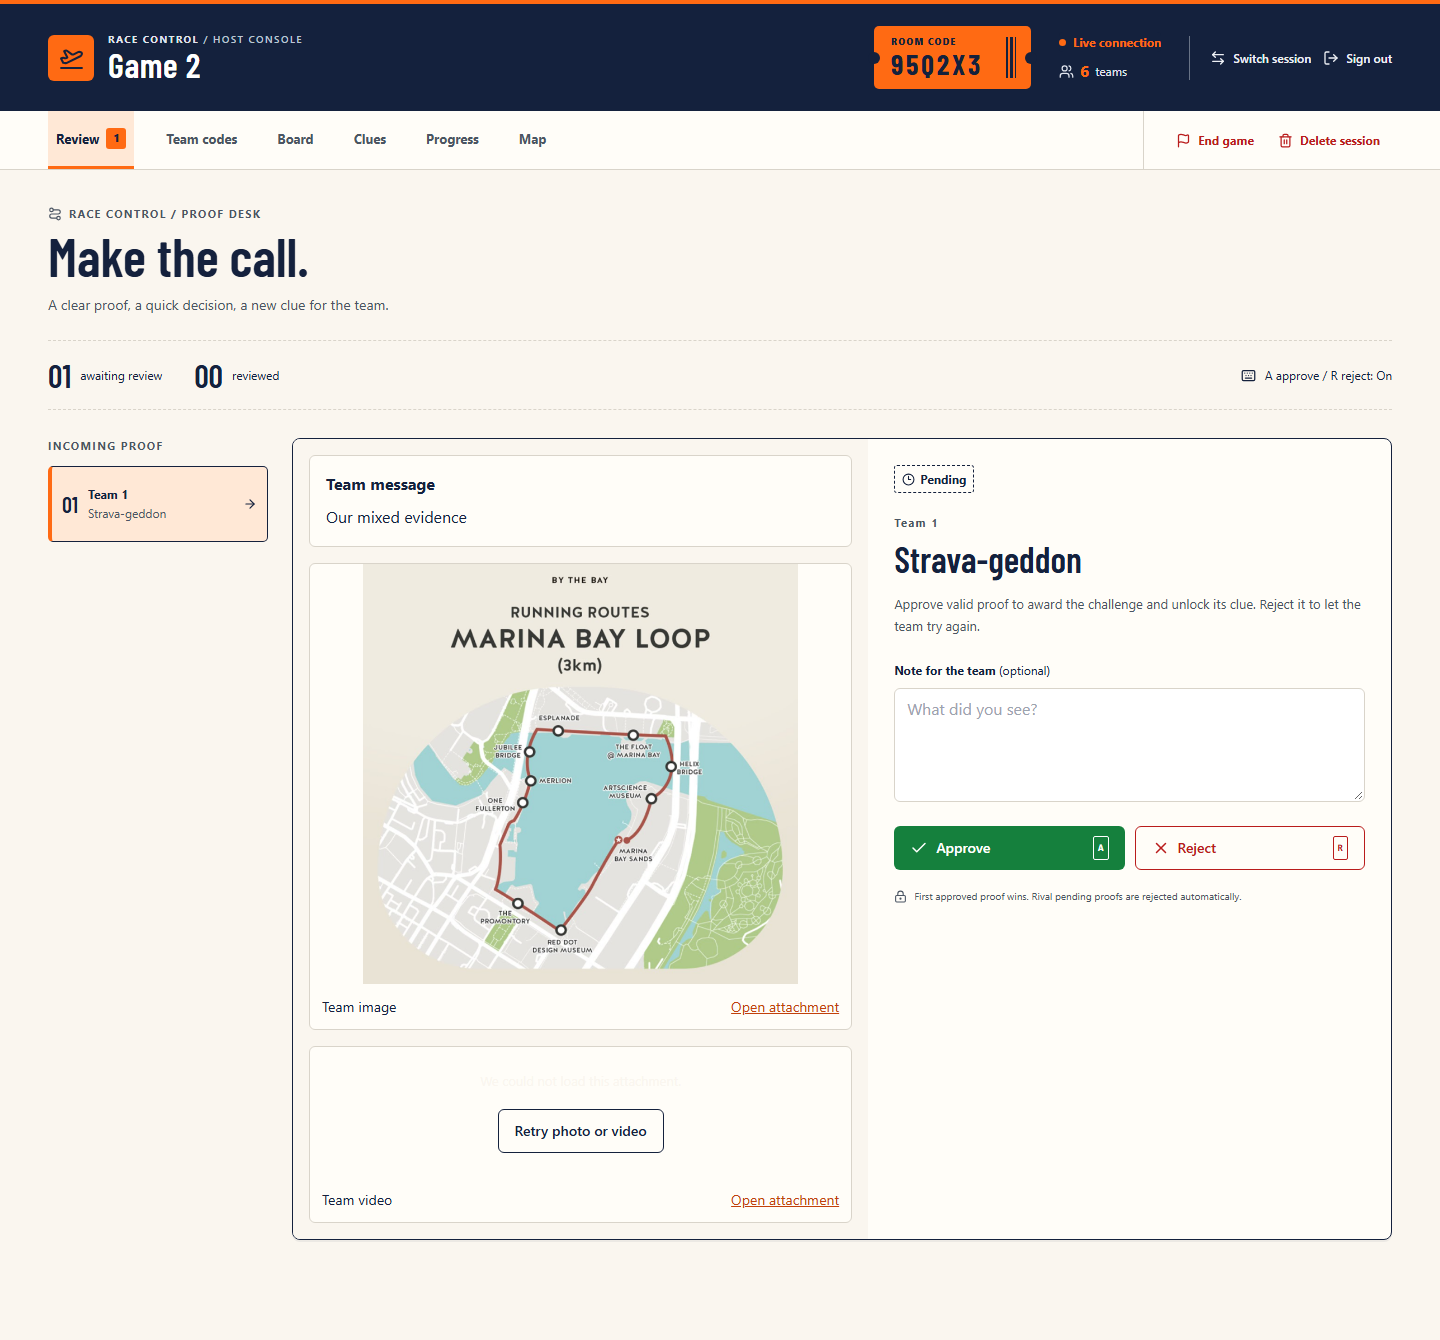 RACE CONTROL / HOST CONSOLE
Game 2
ROOM CODE
95Q2X3
Live connection
6 teams
Switch session
Sign out
Review 1
Team codes
Board
Clues
Progress
Map
End game
Delete session
RACE CONTROL / PROOF DESK
Make the call.
A clear proof, a quick decision, a new clue for the team.
01 awaiting review
00 reviewed
A approve / R reject: On
INCOMING PROOF
01
Team 1
Strava-geddon
Team message
Our mixed evidence
BY THE BAY
RUNNING ROUTES
MARINA BAY LOOP
(3km)
ESPLANADE
JUBILEE
BRIDGE
THE FLOAT
@ MARINA BAY
HELIX
BRIDGE
MERLION
ARTSCIENCE
MUSEUM
ONE
FULLERTON
MARINA
BAY SANDS
THE
PROMONTORY
RED DOT
DESIGN MUSEUM
Team image
Open attachment
We could not load this attachment.
Retry photo or video
Team video
Open attachment
Pending
Team 1
Strava-geddon
Approve valid proof to award the challenge and unlock its clue. Reject it to let the
team try again.
Note for the team (optional)
What did you see?
Approve
A
Reject
R
First approved proof wins. Rival pending proofs are rejected automatically.